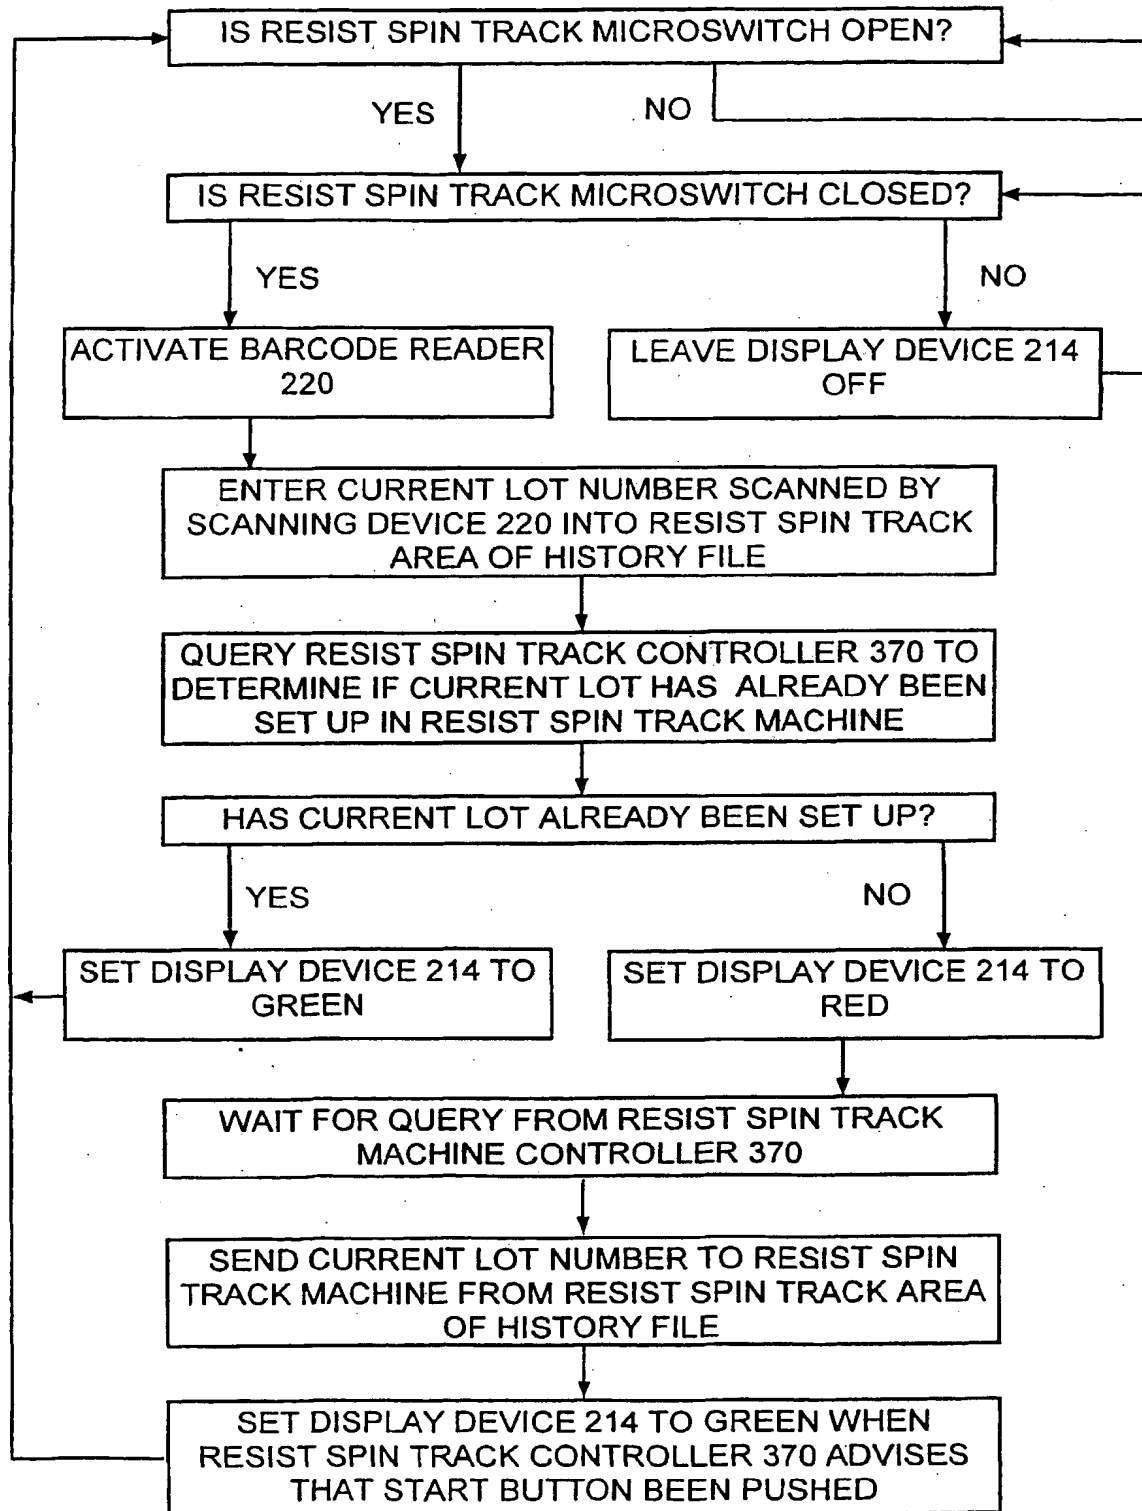 IS RESIST SPIN TRACK MICROSWITCH OPEN?
YES
NO
IS RESIST SPIN TRACK MICROSWITCH CLOSED?
YES
NO
ACTIVATE BARCODE READER
220
LEAVE DISPLAY DEVICE 214
OFF
ENTER CURRENT LOT NUMBER SCANNED BY
SCANNING DEVICE 220 INTO RESIST SPIN TRACK
AREA OF HISTORY FILE
QUERY RESIST SPIN TRACK CONTROLLER 370 TO
DETERMINE IF CURRENT LOT HAS ALREADY BEEN
SET UP IN RESIST SPIN TRACK MACHINE
HAS CURRENT LOT ALREADY BEEN SET UP?
YES
NO
SET DISPLAY DEVICE 214 TO
GREEN
SET DISPLAY DEVICE 214 TO
RED
WAIT FOR QUERY FROM RESIST SPIN TRACK
MACHINE CONTROLLER 370
SEND CURRENT LOT NUMBER TO RESIST SPIN
TRACK MACHINE FROM RESIST SPIN TRACK AREA
OF HISTORY FILE
SET DISPLAY DEVICE 214 TO GREEN WHEN
RESIST SPIN TRACK CONTROLLER 370 ADVISES
THAT START BUTTON BEEN PUSHED